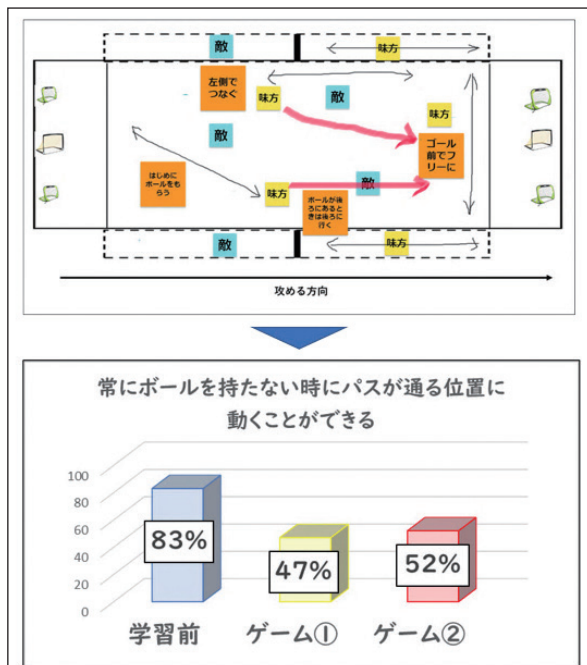 敵
味方
左側で
つなぐ
味方
敵
味方
敵
ゴール
前でフ
リーに
はじめに
ボールをも
らう
敵
味方
ボールが後
ろにあると
きは後ろに
行く
敵
味方
攻める方向
常にボールを持たない時にパスが通る位置に
動くことができる
100
80
60
40
20
0
83%
47%
52%
学習前
ゲーム①
ゲーム②